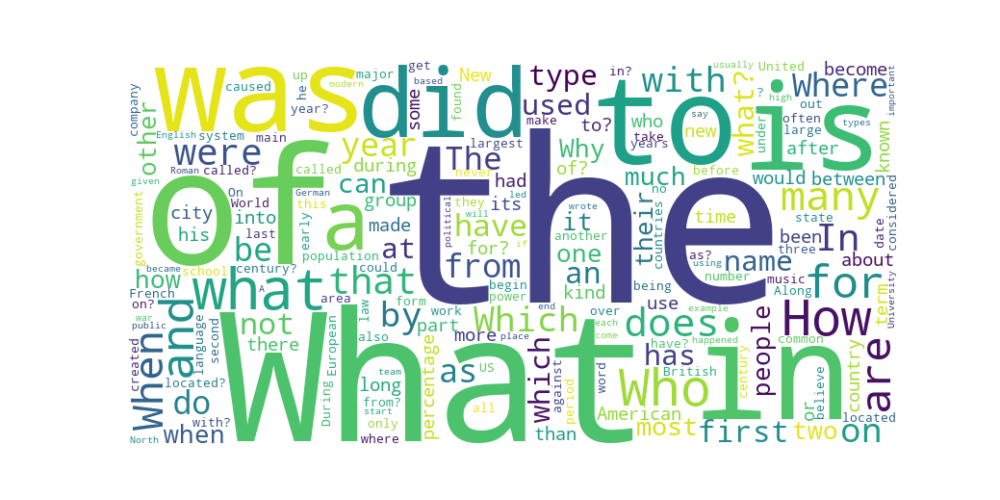 company caused up major get based modern he New usually United become
was did some found type in? with what? ? high Where important
other year? used to is out types
English system main largest make to? who take say new under often large known
were year The never Why of? years after
Roman called? called during had much before would between
given On German this can group its they led one no many considered
of city World into a made the have it wrote their countries time state been In date
government his last early at political will for? another being three about
be population from if an as? name using music for University
how school century? could that begin kind number Along
became what
French A area form power end use over example term
on? and not law by work part Which each does How
war there also more place come have? happened common are
public When language second European percentage as US which has people British century country
created located? What team long all against period word Who in or believe
do During from? start only American located
with? most first two on
North when where than